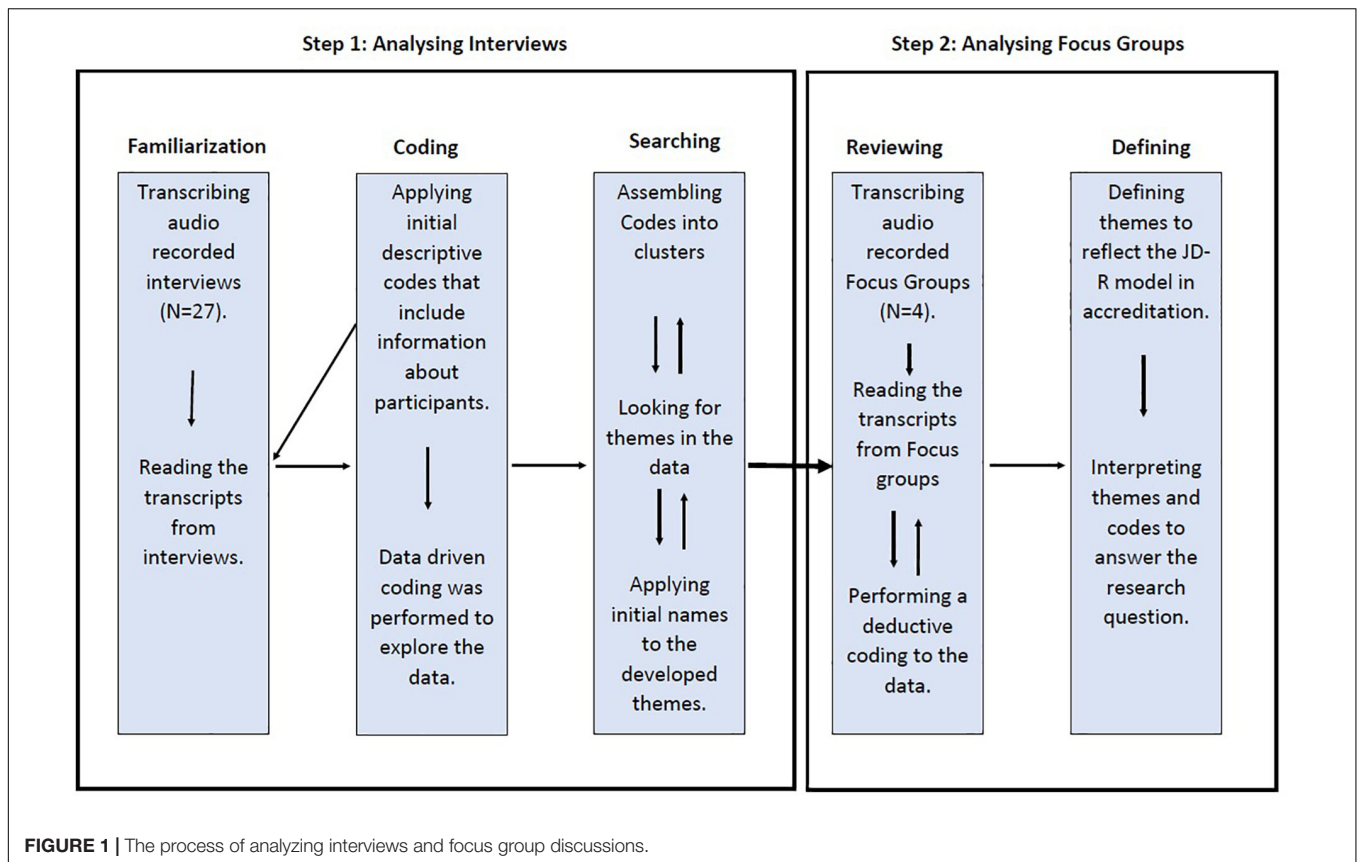 Step 1: Analysing Interviews
Familiarization
Transcribing
audio
recorded
interviews
(N=27).
Reading the
transcripts
from
interviews.
Coding
Applying
initial
descriptive
codes that
include
information
about
participants.
Data driven
coding was
performed to
explore the
data.
Searching
Assembling
Codes into
clusters
Looking for
themes in the
data
Applying
initial names
to the
developed
themes.
Step 2: Analysing Focus Groups
Reviewing
Transcribing
audio
recorded
Focus Groups
(N=4).
Reading the
transcripts
from Focus
groups
Performing a
deductive
coding to the
data.
Defining
Defining
themes to
reflect the JD-
R model in
accreditation.
Interpreting
themes and
codes to
answer the
research
question.
FIGURE 1 | The process of analyzing interviews and focus group discussions.